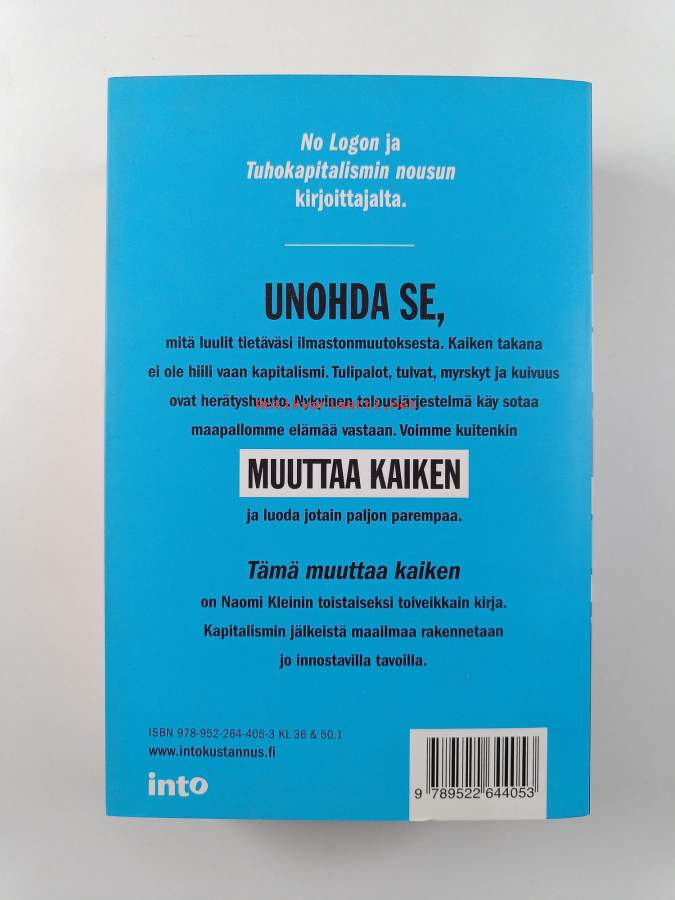 No Logon ja
Tuhokapitalismin nousun
kirjoittajalta.
UNOHDA SE,
mitä luulit tietäväsi ilmastonmuutoksesta. Kaiken takana
ei ole hiili vaan kapitalismi. Tulipalot, tulvat, myrskyt ja kuivuus
ovat herätyshuuto. Nykyinen talousjärjestelmä käy sotaa
maapallomme elämää vastaan. Voimme kuitenkin
MUUTTAA KAIKEN
ja luoda jotain paljon parempaa.
Tämä muuttaa kaiken
on Naomi Kleinin toistaiseksi toiveikkain kirja.
Kapitalismin jälkeistä maailmaa rakennetaan
jo innostavilla tavoilla.
ISBN 978-952-264-405-3 KL 36 & 50.1
www.intokustannus.fi
into
9 789522 644053